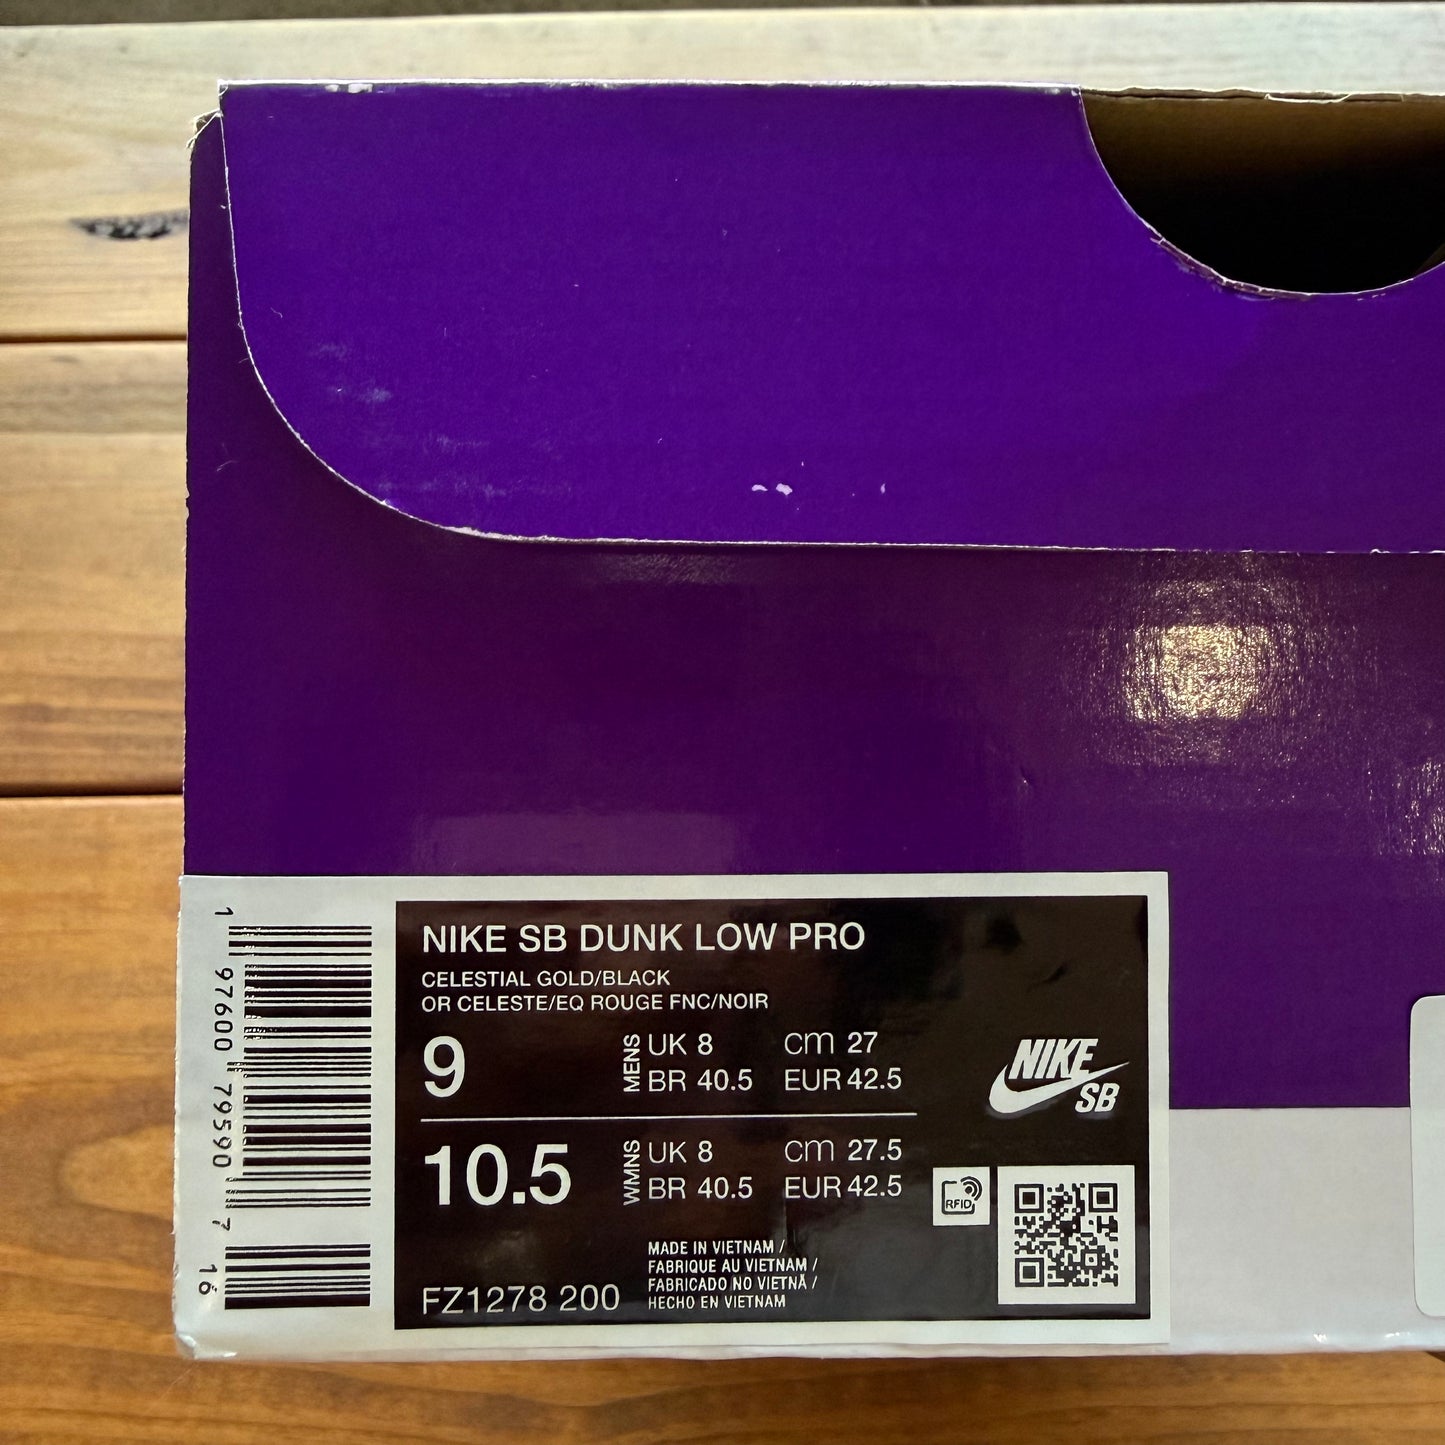 NIKE SB DUNK LOW PRO
CELESTIAL GOLD/BLACK
OR CELESTE/EQ ROUGE FNC/NOIR
9 MENS UK 8 cm 27
BR 40.5 EUR 42.5
10.5 WMNS UK 8 cm 27.5
BR 40.5 EUR 42.5
NIKE
SB
RFID
MADE IN VIETNAM /
FABRIQUE AU VIETNAM /
FABRICADO NO VIETNÃ /
HECHO EN VIETNAM
FZ1278 200
1 97600 79590 7 16